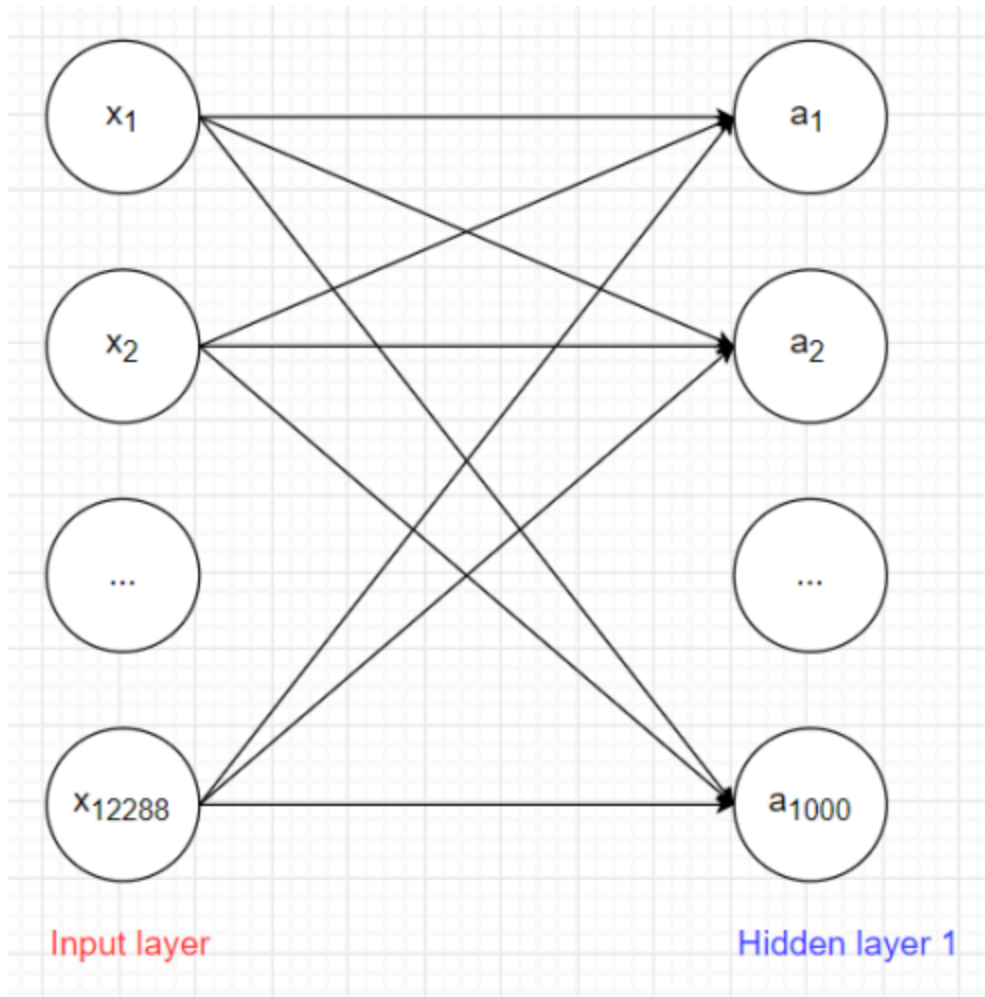 x1 a1
x2 a2
... ...
x12288 a1000
Input layer Hidden layer 1